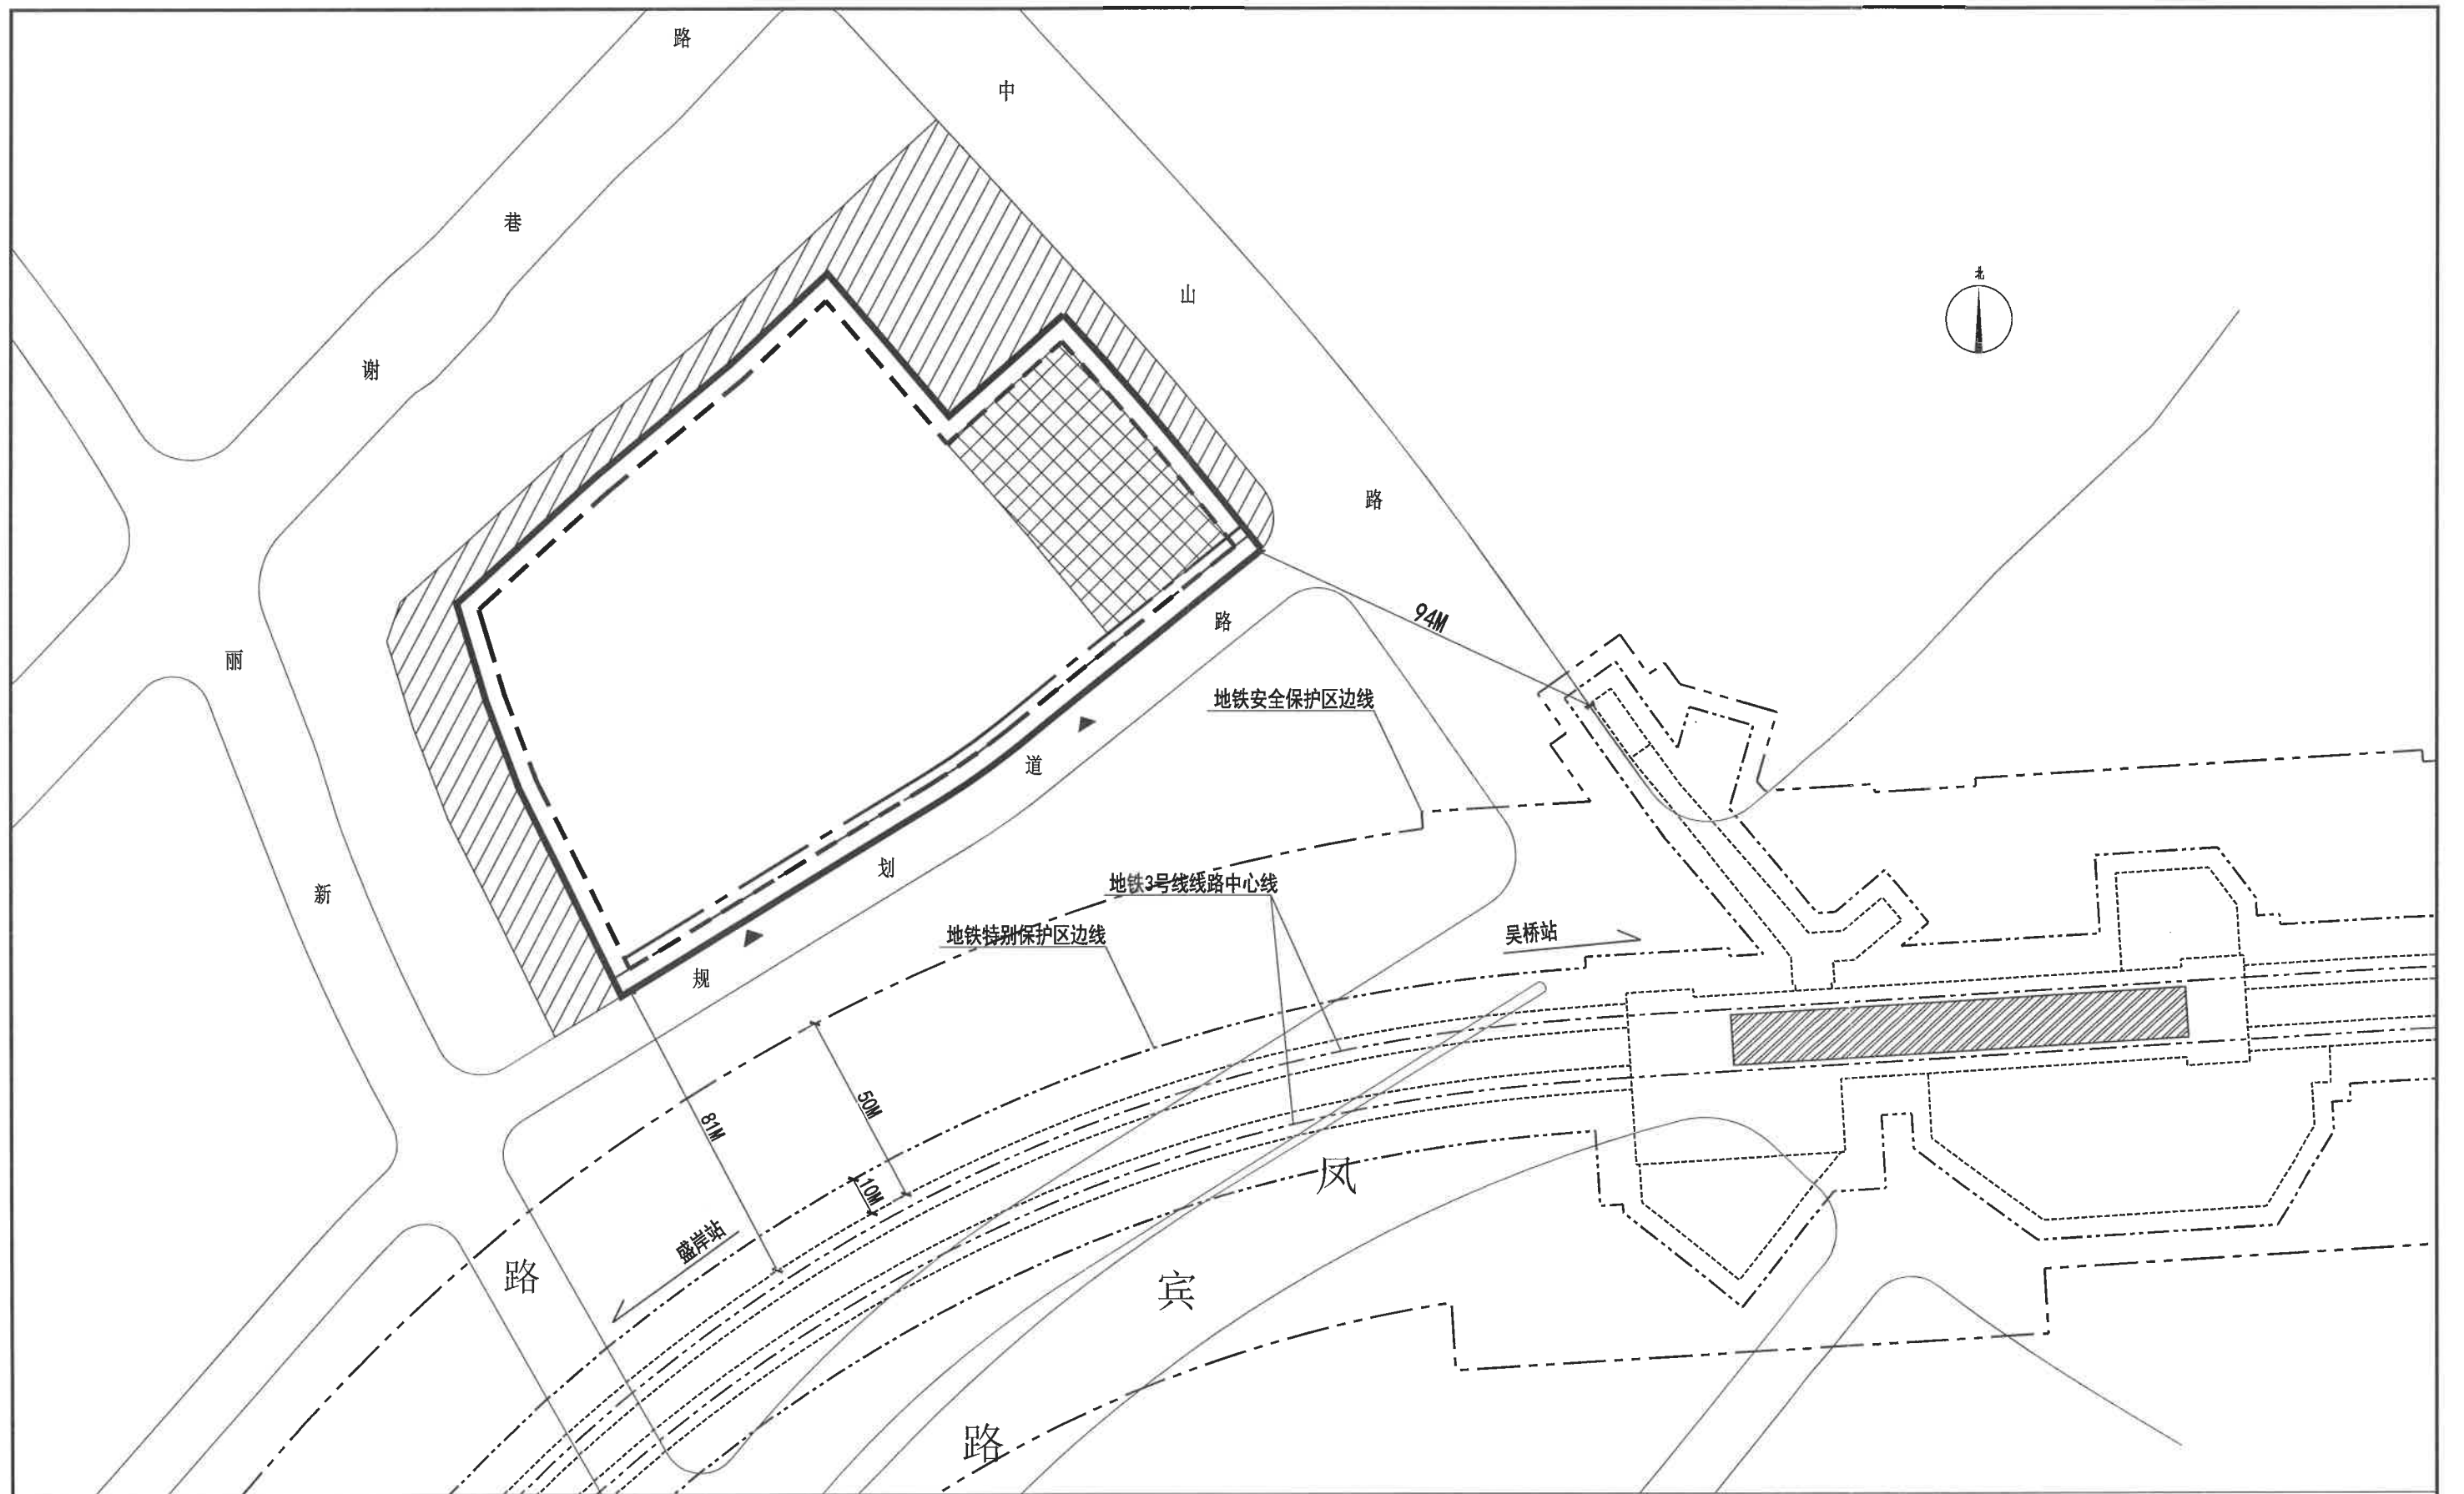 路
巷
谢
中
山
路
北
丽
新
路
道
划
规
94M
地铁安全保护区边线
地铁3号线线路中心线
地铁特别保护区边线
吴桥站
50M
81M
10M
盛岸站
路
凤
宾
路